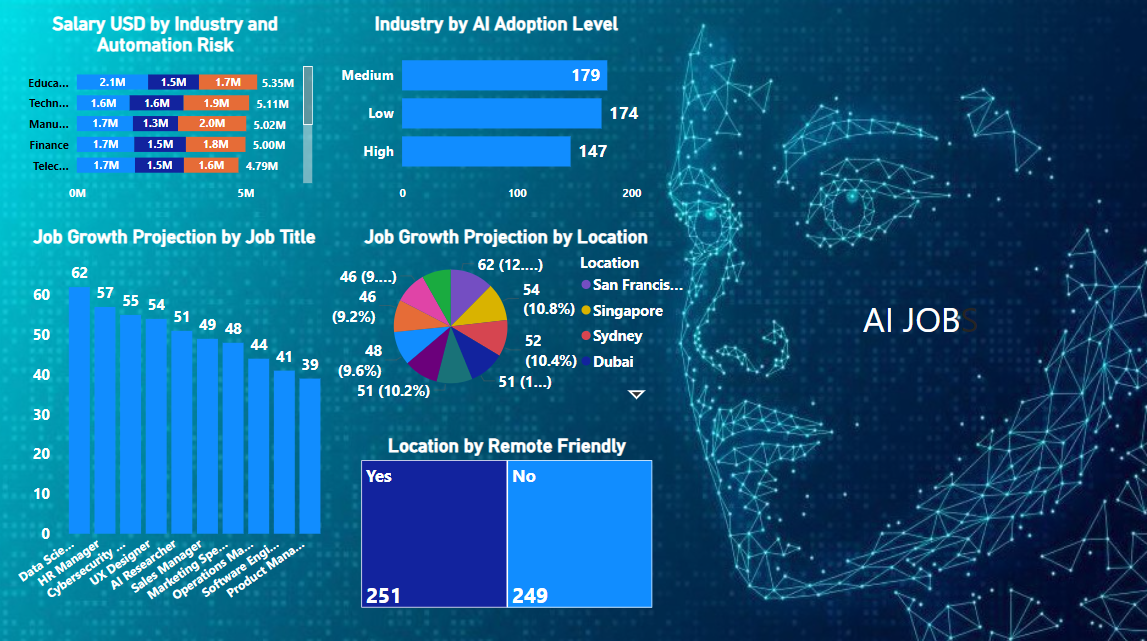 Salary USD by Industry and
Automation Risk
Educa... 2.1M 1.5M 1.7M 5.35M
Techn... 1.6M 1.6M 1.9M 5.11M
Manu... 1.7M 1.3M 2.0M 5.02M
Finance 1.7M 1.5M 1.8M 5.00M
Telec... 1.7M 1.5M 1.6M 4.79M
0M 5M
Industry by AI Adoption Level
Medium 179
Low 174
High 147
0 100 200
Job Growth Projection by Job Title
62 57 55 54 51 49 48 44 41 39
60
50
40
30
20
10
0
Data Scie...
HR Manager
Cybersecurity ...
UX Designer
AI Researcher
Sales Manager
Marketing Spe...
Operations Ma...
Software Engi...
Product Mana...
Job Growth Projection by Location
62 (12....)
54
(10.8%)
52
(10.4%)
51 (1...)
51 (10.2%)
48
(9.6%)
46
(9.2%)
46 (9....)
Location
San Francis...
Singapore
Sydney
Dubai
Location by Remote Friendly
Yes
251
No
249
AI JOBS